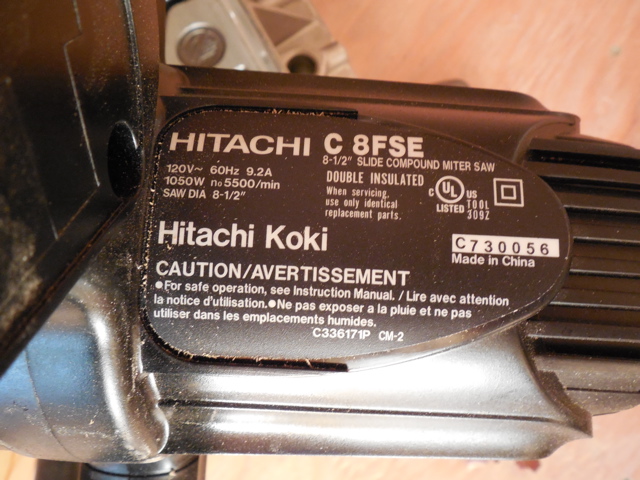 HITACHI C 8FSE
8-1/2" SLIDE COMPOUND MITER SAW
120V~ 60Hz 9.2A
1050W no 5500/min
SAW DIA 8-1/2"
DOUBLE INSULATED
When servicing,
use only identical
replacement parts.
C UL US
LISTED
TOOL
309Z
Hitachi Koki
C730056
Made in China
CAUTION/AVERTISSEMENT
●For safe operation, see Instruction Manual. / Lire avec attention
la notice d'utilisation.●Ne pas exposer a la pluie et ne pas
utiliser dans les emplacements humides.
C336171P CM-2